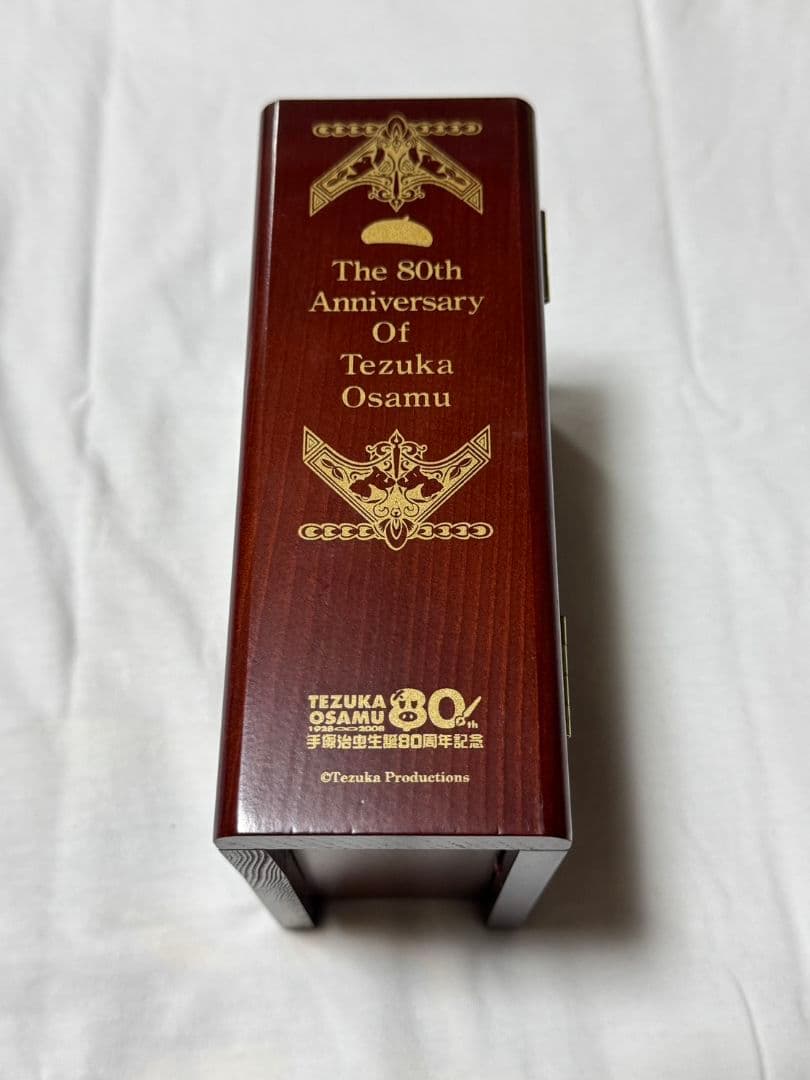 The 80th
Anniversary
Of
Tezuka
Osamu
TEZUKA
OSAMU 80th
1928∞2008
手塚治虫生誕80周年記念
©Tezuka Productions